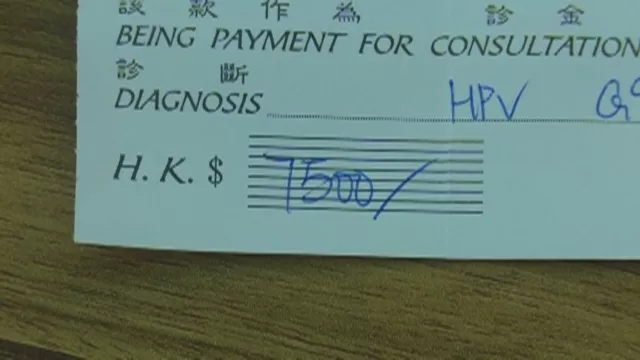 該款作為 診金
BEING PAYMENT FOR CONSULTATION
診斷
DIAGNOSIS HPV
H. K. $ 7500/